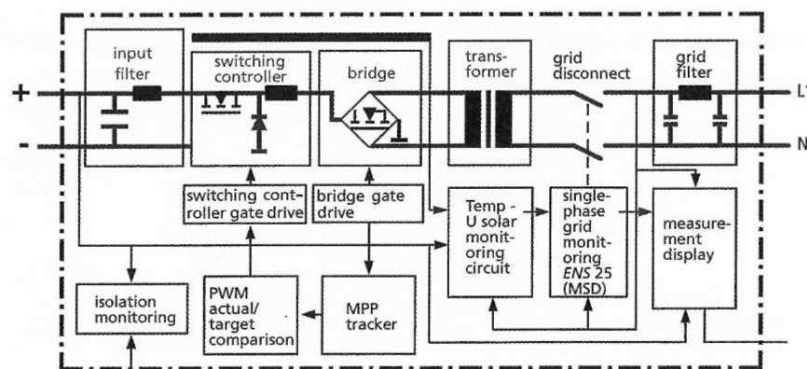 input
filter
switching
controller
bridge
trans-
former
grid
disconnect
grid
filter
+
L1
-
N
switching cont-
roller gate drive
bridge gate
drive
Temp -
U solar
monit-
oring
circuit
single-
phase
grid
monit-
oring
ENS 25
(MSD)
measure-
ment
display
isolation
monitoring
PWM
actual/
target
comparison
MPP
tracker